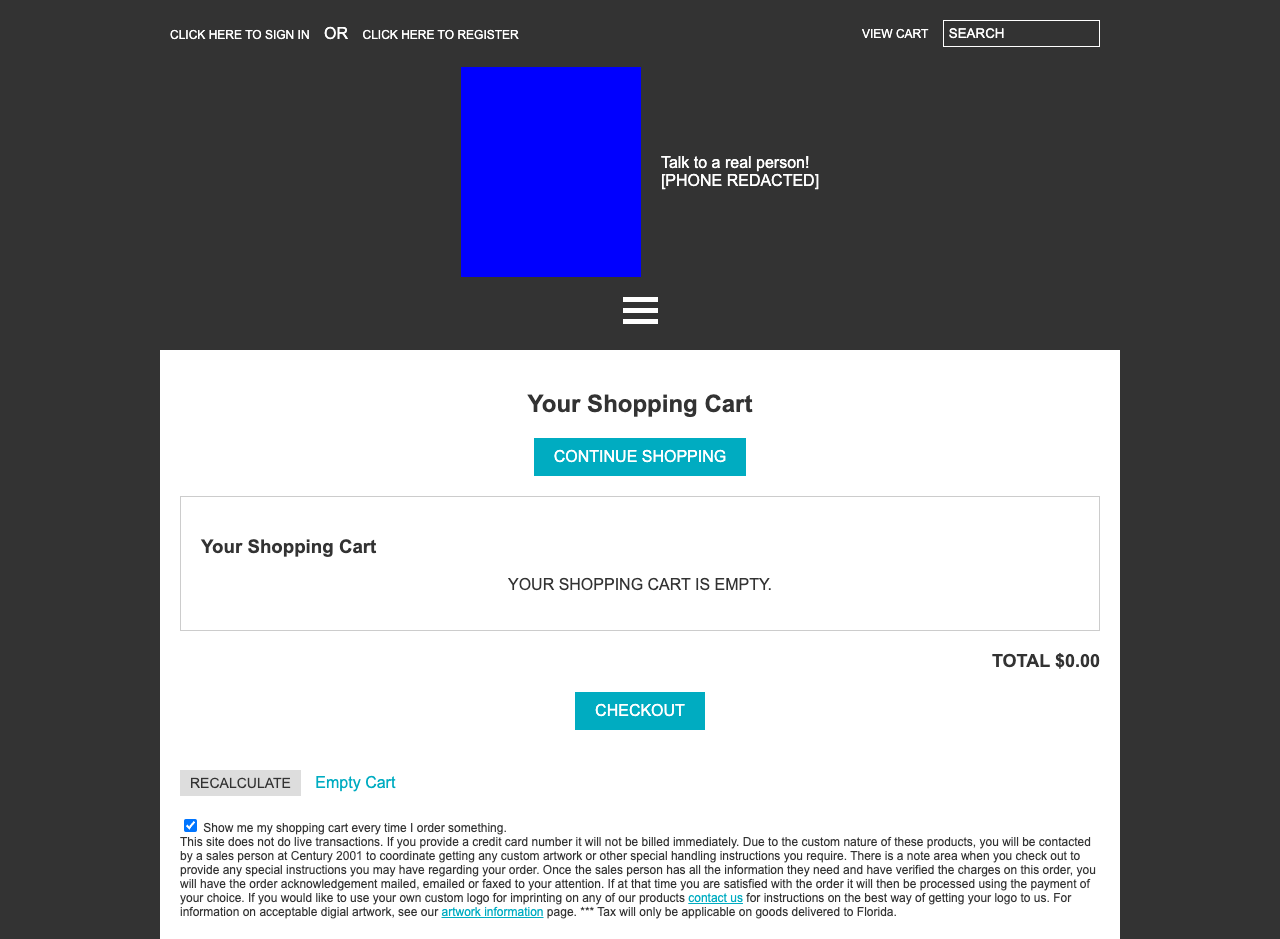 CLICK HERE TO SIGN IN OR CLICK HERE TO REGISTER VIEW CART SEARCH
Talk to a real person!
[PHONE REDACTED]
Your Shopping Cart
CONTINUE SHOPPING
Your Shopping Cart
YOUR SHOPPING CART IS EMPTY.
TOTAL $0.00
CHECKOUT
RECALCULATE Empty Cart
Show me my shopping cart every time I order something.
This site does not do live transactions. If you provide a credit card number it will not be billed immediately. Due to the custom nature of these products, you will be contacted
by a sales person at Century 2001 to coordinate getting any custom artwork or other special handling instructions you require. There is a note area when you check out to
provide any special instructions you may have regarding your order. Once the sales person has all the information they need and have verified the charges on this order, you
will have the order acknowledgement mailed, emailed or faxed to your attention. If at that time you are satisfied with the order it will then be processed using the payment of
your choice. If you would like to use your own custom logo for imprinting on any of our products contact us for instructions on the best way of getting your logo to us. For
information on acceptable digial artwork, see our artwork information page. *** Tax will only be applicable on goods delivered to Florida.